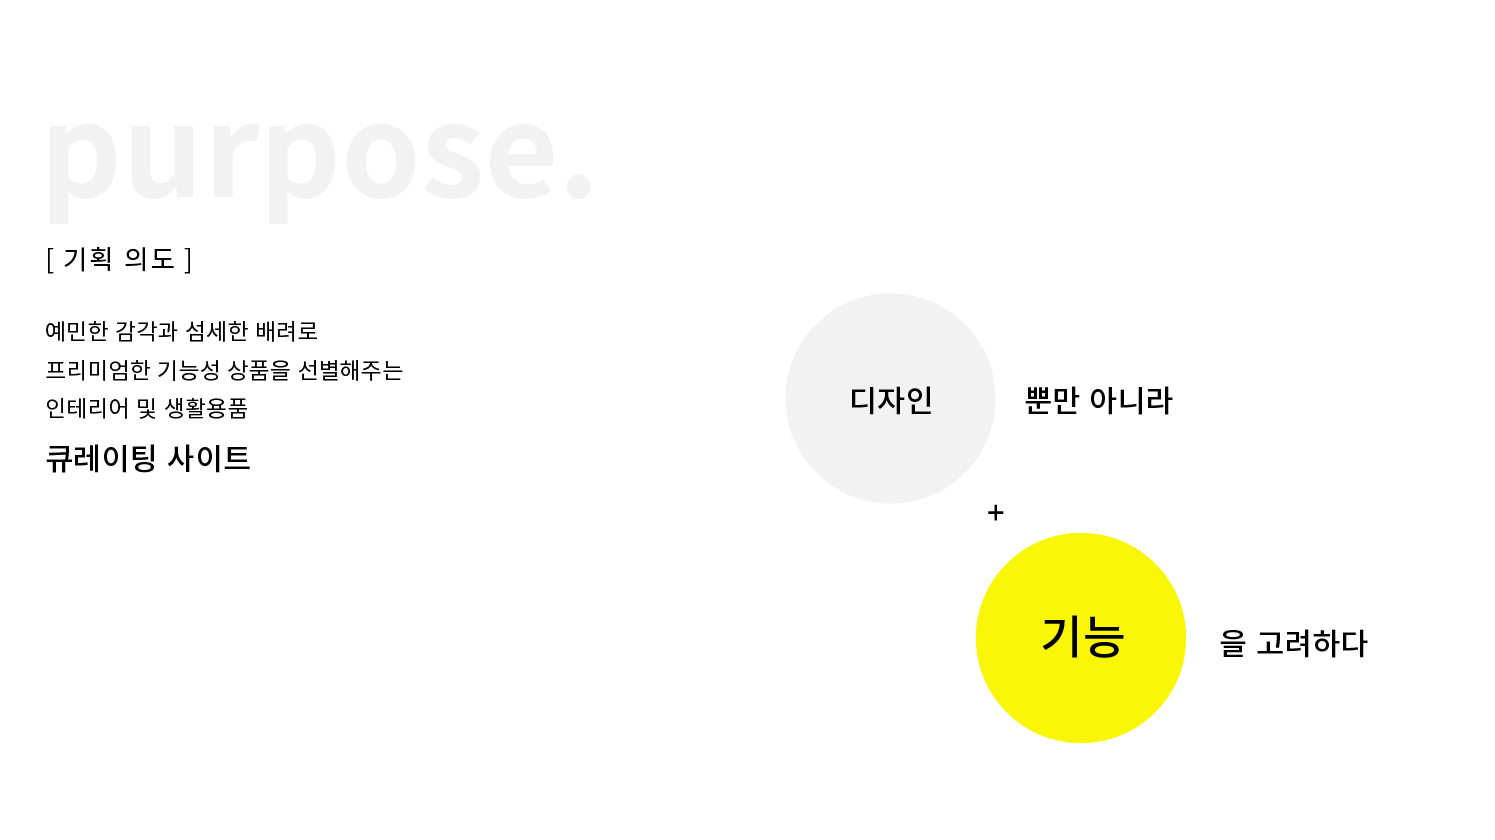 purpose.
[ 기획 의도 ]
예민한 감각과 섬세한 배려로
프리미엄한 기능성 상품을 선별해주는
인테리어 및 생활용품
큐레이팅 사이트
디자인 뿐만 아니라
+
기능 을 고려하다